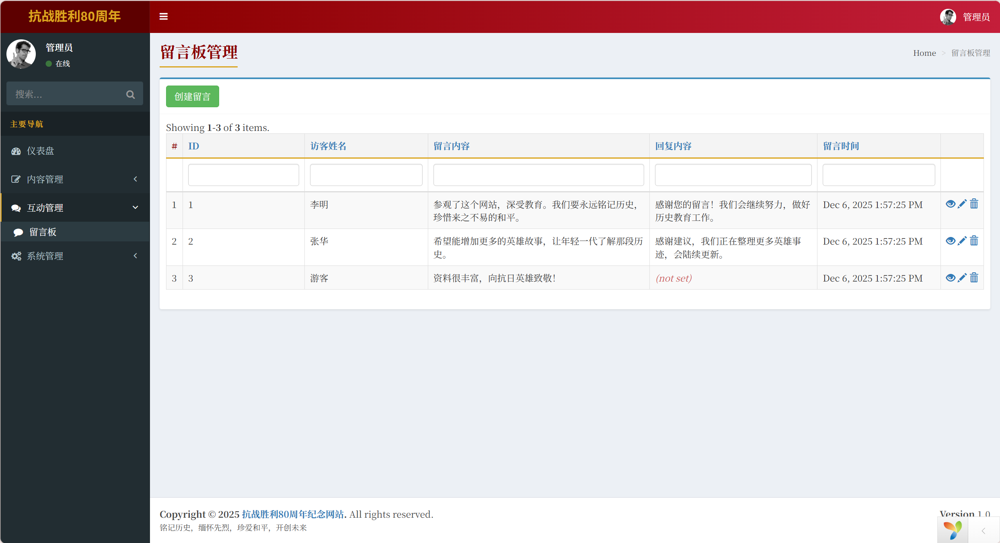 抗战胜利80周年
管理员
管理员
在线
搜索...
主要导航
仪表盘
内容管理
互动管理
留言板
系统管理
留言板管理
Home > 留言板管理
创建留言
Showing 1-3 of 3 items.
# ID 访客姓名 留言内容 回复内容 留言时间
1 1 李明 参观了这个网站，深受教育。我们要永远铭记历史，珍惜来之不易的和平。 感谢您的留言！我们会继续努力，做好历史教育工作。 Dec 6, 2025 1:57:25 PM
2 2 张华 希望能增加更多的英雄故事，让年轻一代了解那段历史。 感谢建议，我们正在整理更多英雄事迹，会陆续更新。 Dec 6, 2025 1:57:25 PM
3 3 游客 资料很丰富，向抗日英雄致敬！ (not set) Dec 6, 2025 1:57:25 PM
Copyright © 2025 抗战胜利80周年纪念网站. All rights reserved.
Version 1.0
铭记历史，缅怀先烈，珍爱和平，开创未来